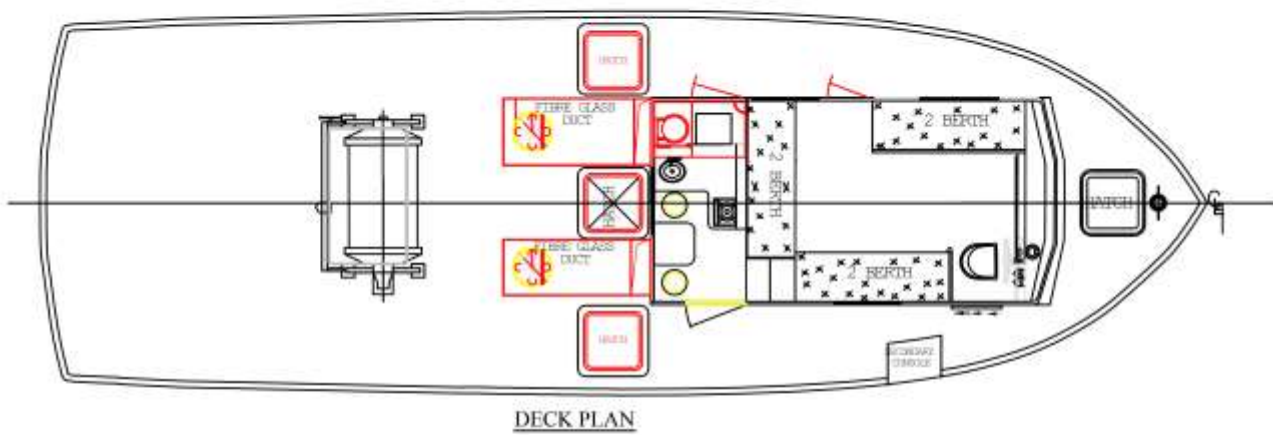 HATCH
FIBRE GLASS
DUCT
2 BERTH
2 BERTH
HATCH
FIBRE GLASS
DUCT
2 BERTH
HATCH
SECONDARY
CONSOLE
DECK PLAN